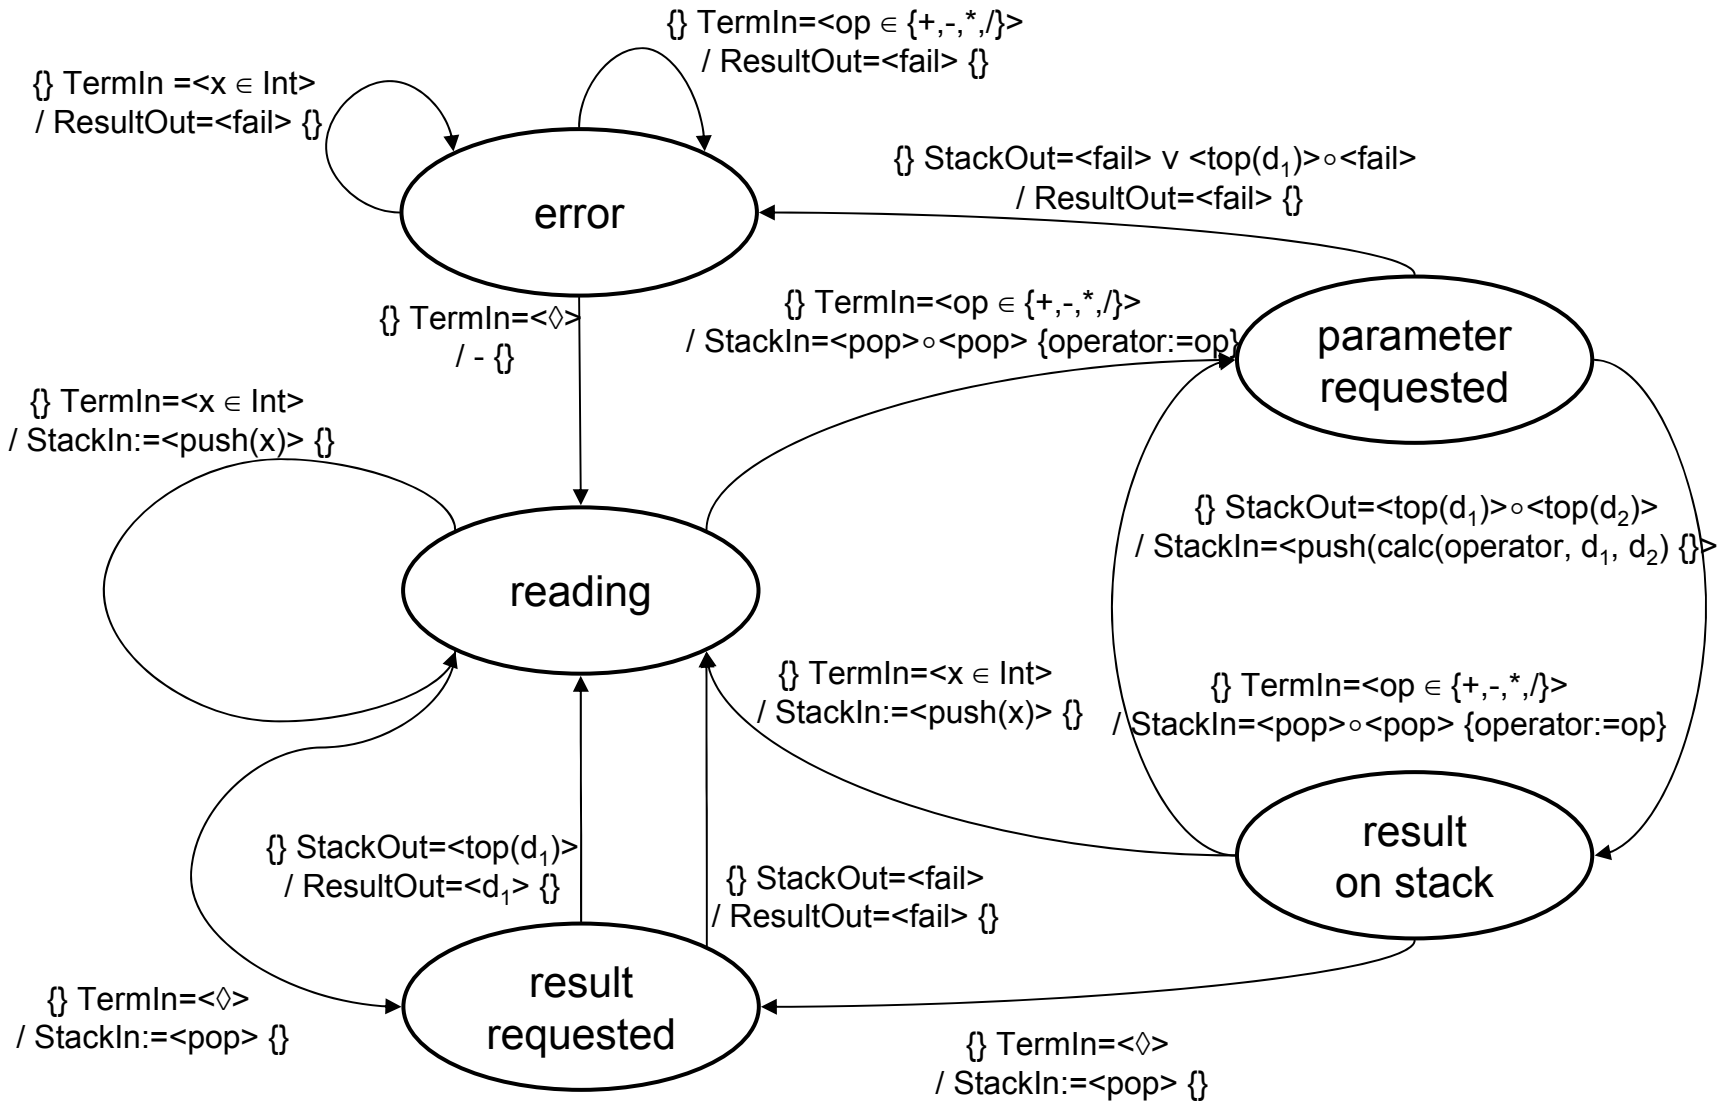 {} TermIn=<op ∈ {+,-,*,/}>
/ ResultOut=<fail> {}
{} TermIn =<x ∈ Int>
/ ResultOut=<fail> {}
{} StackOut=<fail> ∨ <top(d₁)>∘<fail>
/ ResultOut=<fail> {}
error
{} TermIn=<◊>
/ - {}
{} TermIn=<op ∈ {+,-,*,/}>
/ StackIn=<pop>∘<pop> {operator:=op}
parameter
requested
{} TermIn=<x ∈ Int>
/ StackIn:=<push(x)> {}
{} StackOut=<top(d₁)>∘<top(d₂)>
/ StackIn=<push(calc(operator, d₁, d₂) {}>
reading
{} TermIn=<x ∈ Int>
/ StackIn:=<push(x)> {}
{} TermIn=<op ∈ {+,-,*,/}>
/ StackIn=<pop>∘<pop> {operator:=op}
{} StackOut=<top(d₁)>
/ ResultOut=<d₁> {}
{} StackOut=<fail>
/ ResultOut=<fail> {}
result
on stack
{} TermIn=<◊>
/ StackIn:=<pop> {}
result
requested
{} TermIn=<◊>
/ StackIn:=<pop> {}